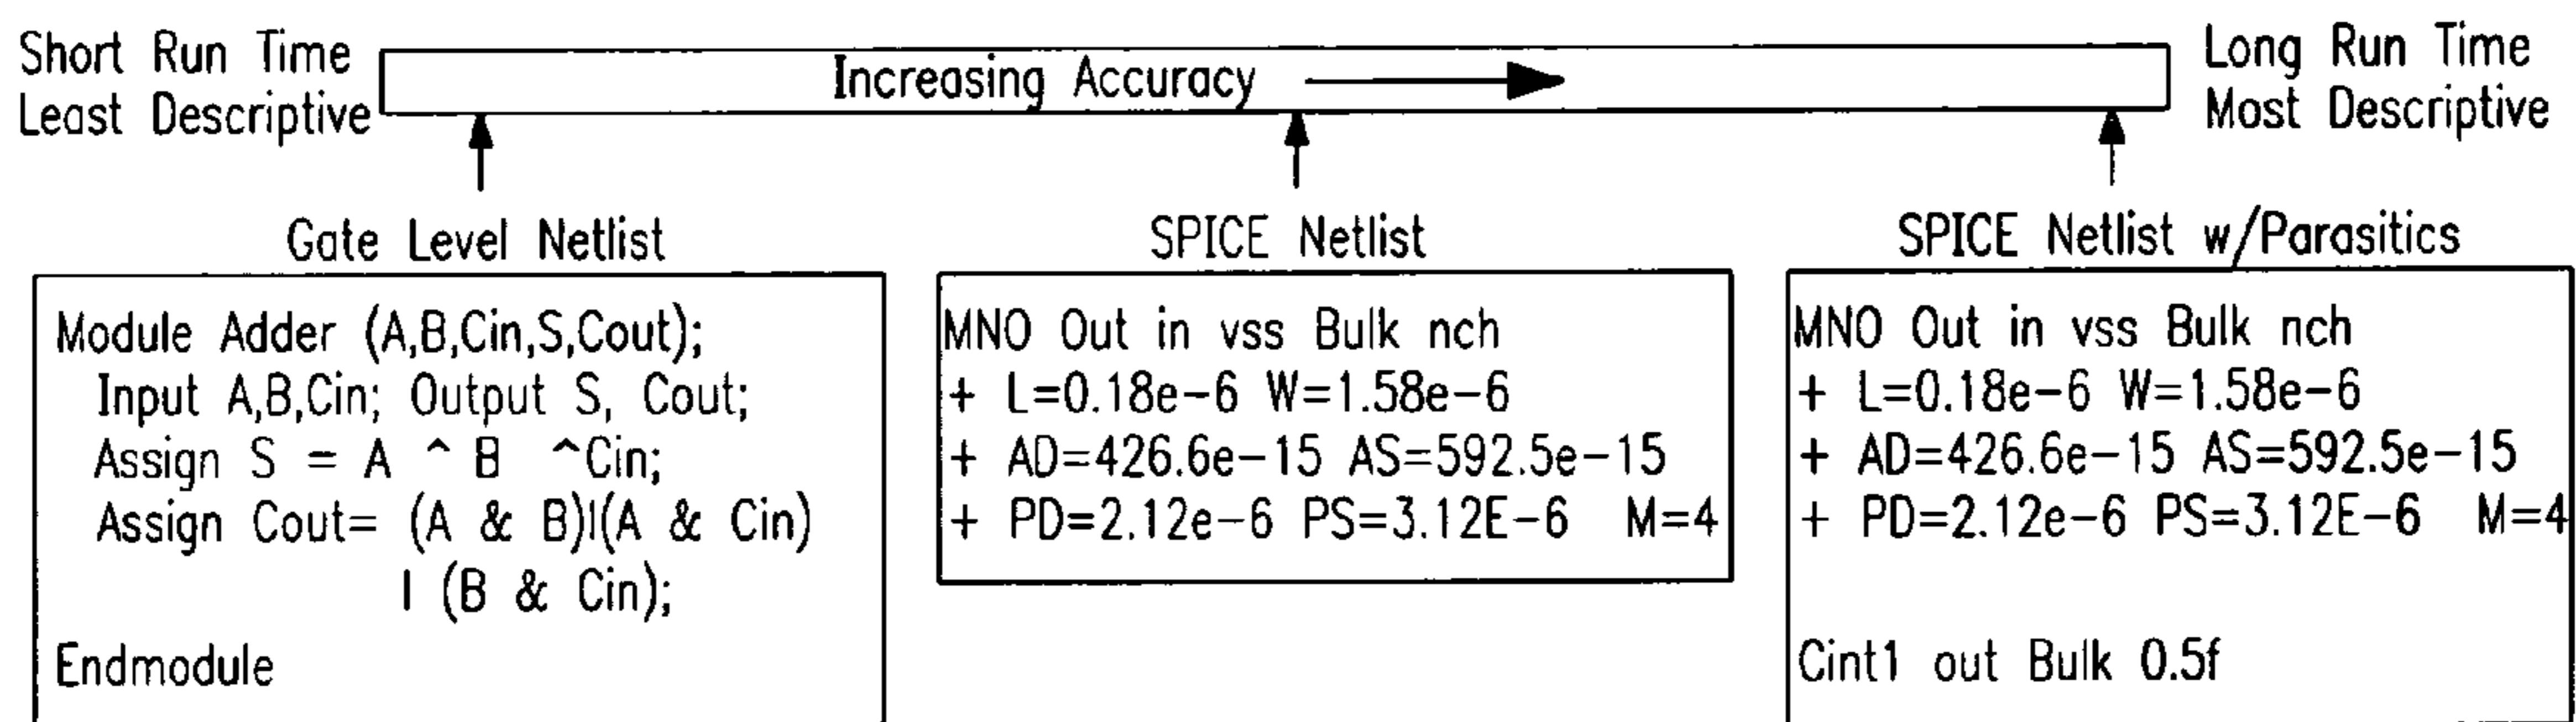 Short Run Time
Least Descriptive
Increasing Accuracy
Long Run Time
Most Descriptive
Gate Level Netlist
Module Adder (A,B,Cin,S,Cout);
Input A,B,Cin; Output S, Cout;
Assign S = A ^ B ^Cin;
Assign Cout= (A & B)|(A & Cin)
| (B & Cin);
Endmodule
SPICE Netlist
MNO Out in vss Bulk nch
+ L=0.18e-6 W=1.58e-6
+ AD=426.6e-15 AS=592.5e-15
+ PD=2.12e-6 PS=3.12E-6 M=4
SPICE Netlist w/Parasitics
MNO Out in vss Bulk nch
+ L=0.18e-6 W=1.58e-6
+ AD=426.6e-15 AS=592.5e-15
+ PD=2.12e-6 PS=3.12E-6 M=4
Cint1 out Bulk 0.5f